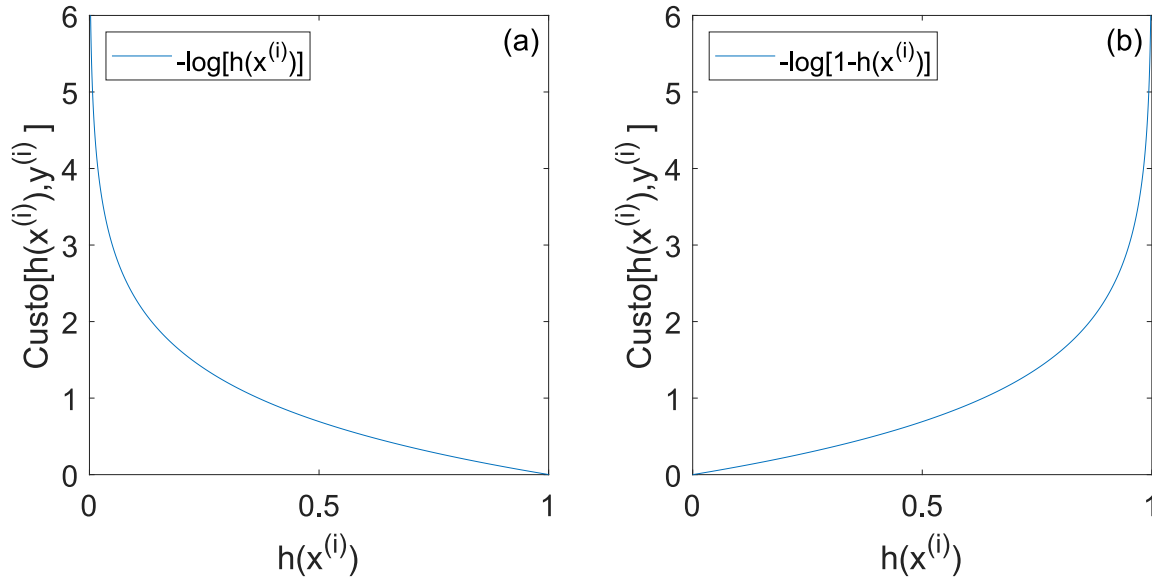 (a)
-log[h(x^(i))]
6
5
4
3
2
1
0
Custo[h(x^(i)),y^(i) ]
0
0.5
1
h(x^(i))
(b)
-log[1-h(x^(i))]
6
5
4
3
2
1
0
Custo[h(x^(i)),y^(i) ]
0
0.5
1
h(x^(i))